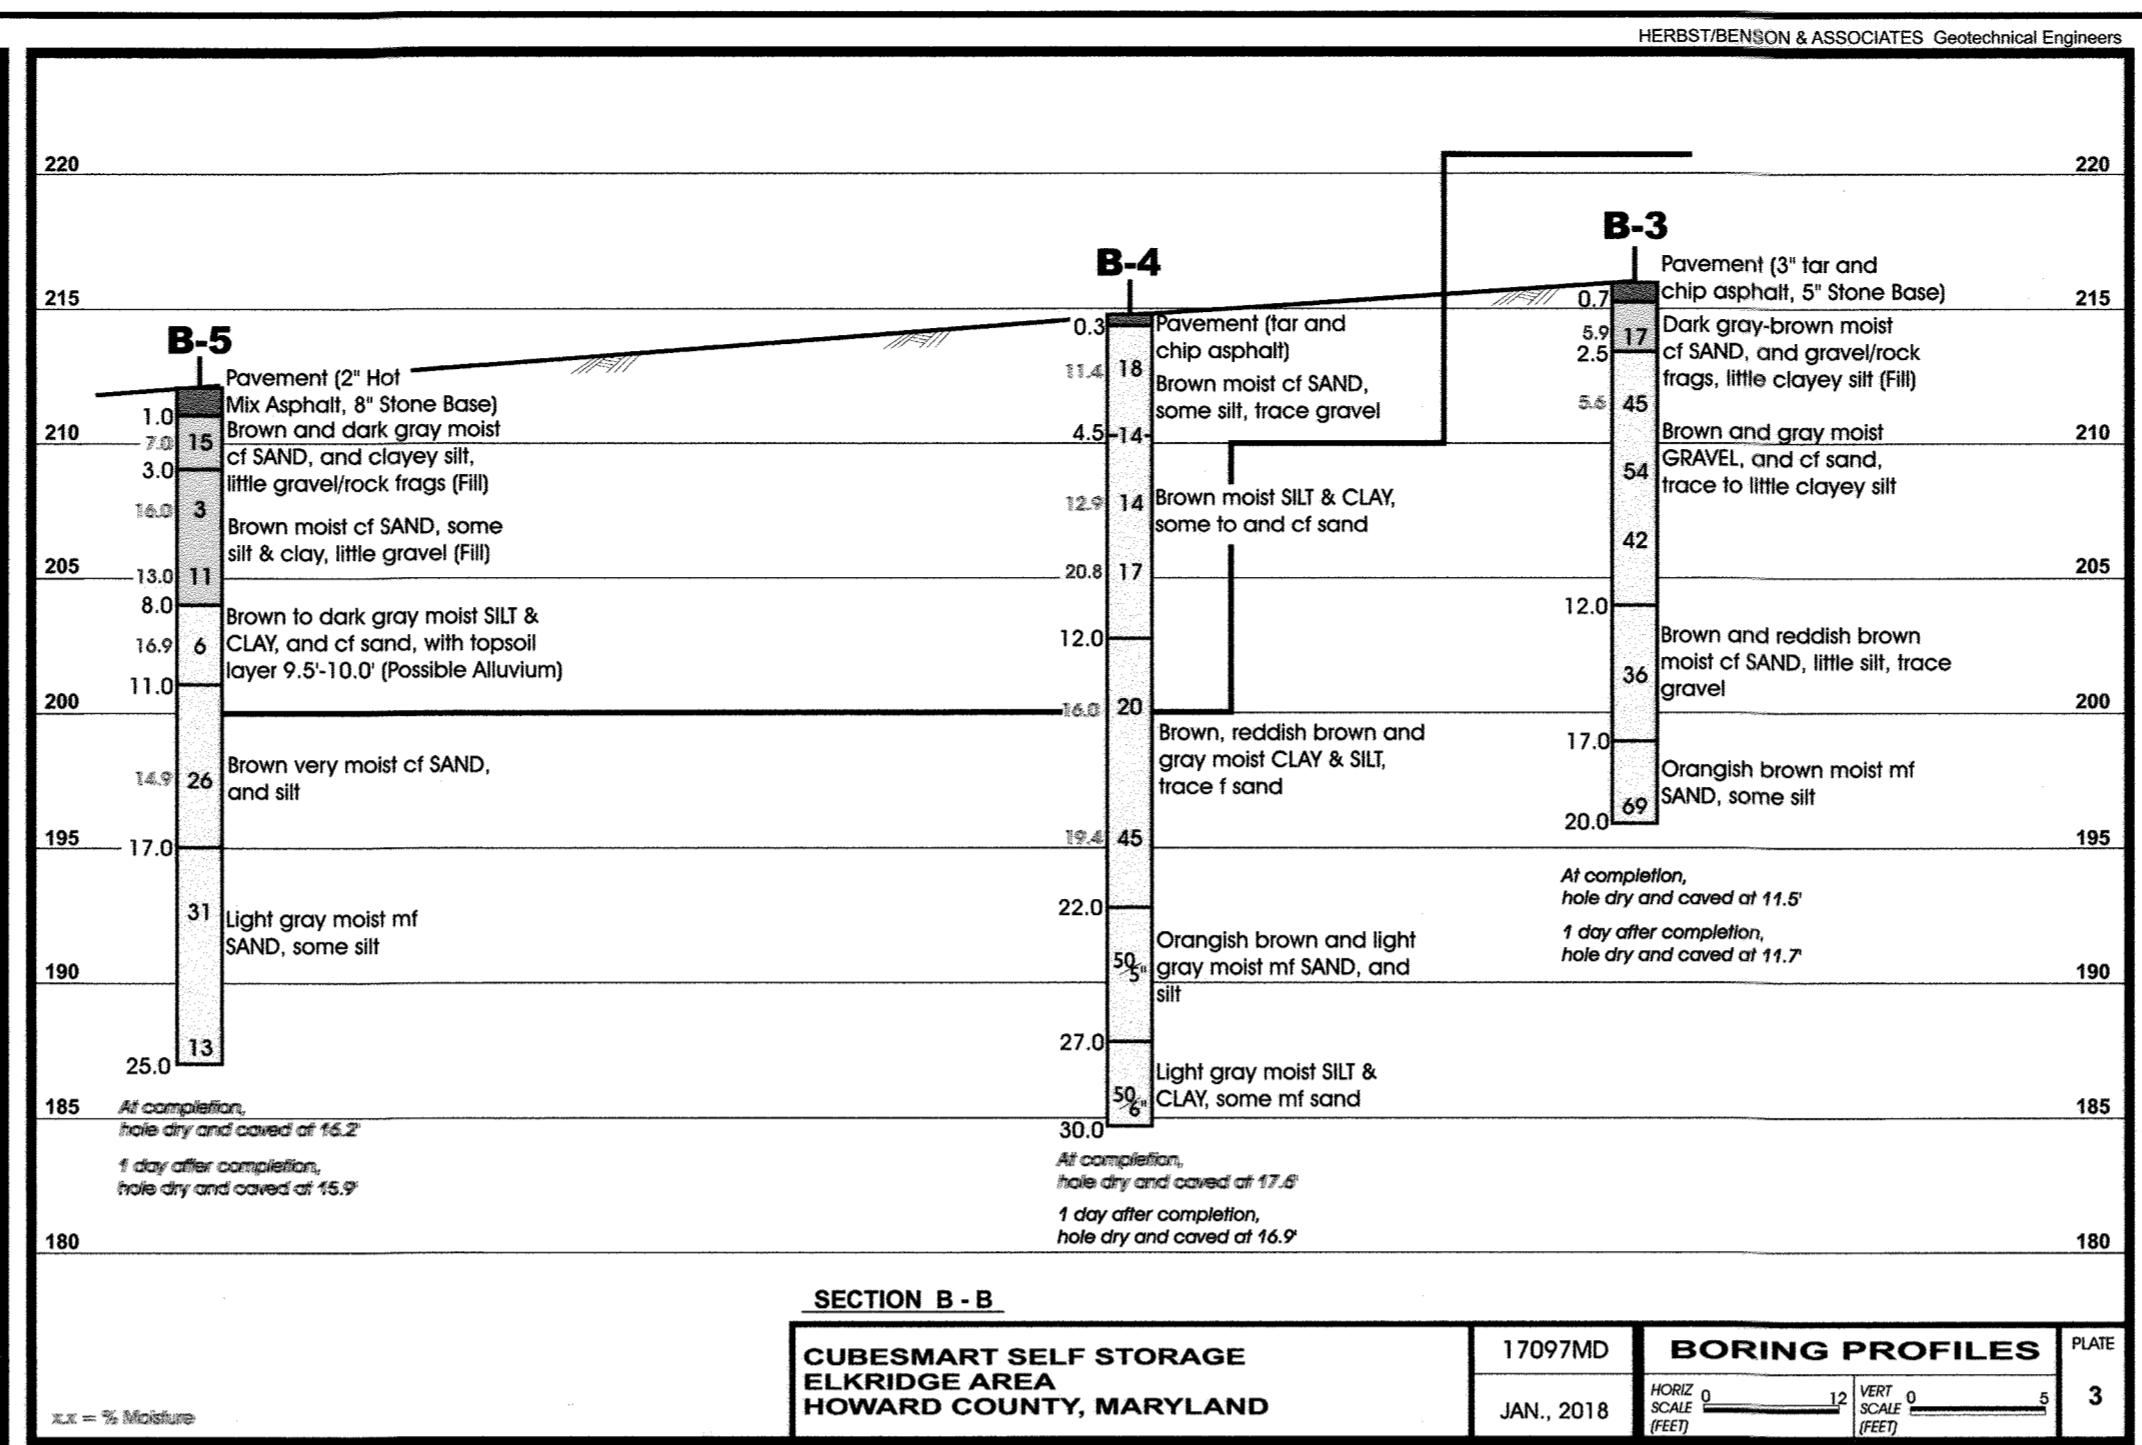 HERBST/BENSON & ASSOCIATES Geotechnical Engineers
220
220
215
215
210
210
205
205
200
200
195
195
190
190
185
185
180
180
B-5
Pavement (2" Hot
Mix Asphalt, 8" Stone Base)
1.0
Brown and dark gray moist
cf SAND, and clayey silt,
little gravel/rock frags (Fill)
7.0
15
3.0
16.0
3
Brown moist cf SAND, some
silt & clay, little gravel (Fill)
13.0
11
8.0
Brown to dark gray moist SILT &
CLAY, and cf sand, with topsoil
layer 9.5'-10.0' (Possible Alluvium)
16.9
6
11.0
14.9
26
Brown very moist cf SAND,
and silt
17.0
31
Light gray moist mf
SAND, some silt
13
25.0
At completion,
hole dry and caved at 16.2'
1 day after completion,
hole dry and caved at 15.9'
B-4
0.3
Pavement (tar and
chip asphalt)
11.4
18
Brown moist cf SAND,
some silt, trace gravel
4.5
14
12.9
14
Brown moist SILT & CLAY,
some to and cf sand
20.8
17
12.0
16.0
20
Brown, reddish brown and
gray moist CLAY & SILT,
trace f sand
19.4
45
22.0
50/5"
Orangish brown and light
gray moist mf SAND, and
silt
27.0
50/6"
Light gray moist SILT &
CLAY, some mf sand
30.0
At completion,
hole dry and caved at 17.6'
1 day after completion,
hole dry and caved at 16.9'
B-3
Pavement (3" tar and
chip asphalt, 5" Stone Base)
0.7
5.9
17
Dark gray-brown moist
cf SAND, and gravel/rock
frags, little clayey silt (Fill)
2.5
5.6
45
Brown and gray moist
GRAVEL, and cf sand,
trace to little clayey silt
54
42
12.0
Brown and reddish brown
moist cf SAND, little silt, trace
gravel
36
17.0
Orangish brown moist mf
SAND, some silt
69
20.0
At completion,
hole dry and caved at 11.5'
1 day after completion,
hole dry and caved at 11.7'
SECTION B - B
CUBESMART SELF STORAGE
ELKRIDGE AREA
HOWARD COUNTY, MARYLAND
17097MD
JAN., 2018
BORING PROFILES
HORIZ
SCALE
(FEET)
0
12
VERT
SCALE
(FEET)
0
5
PLATE
3
x.x = % Moisture